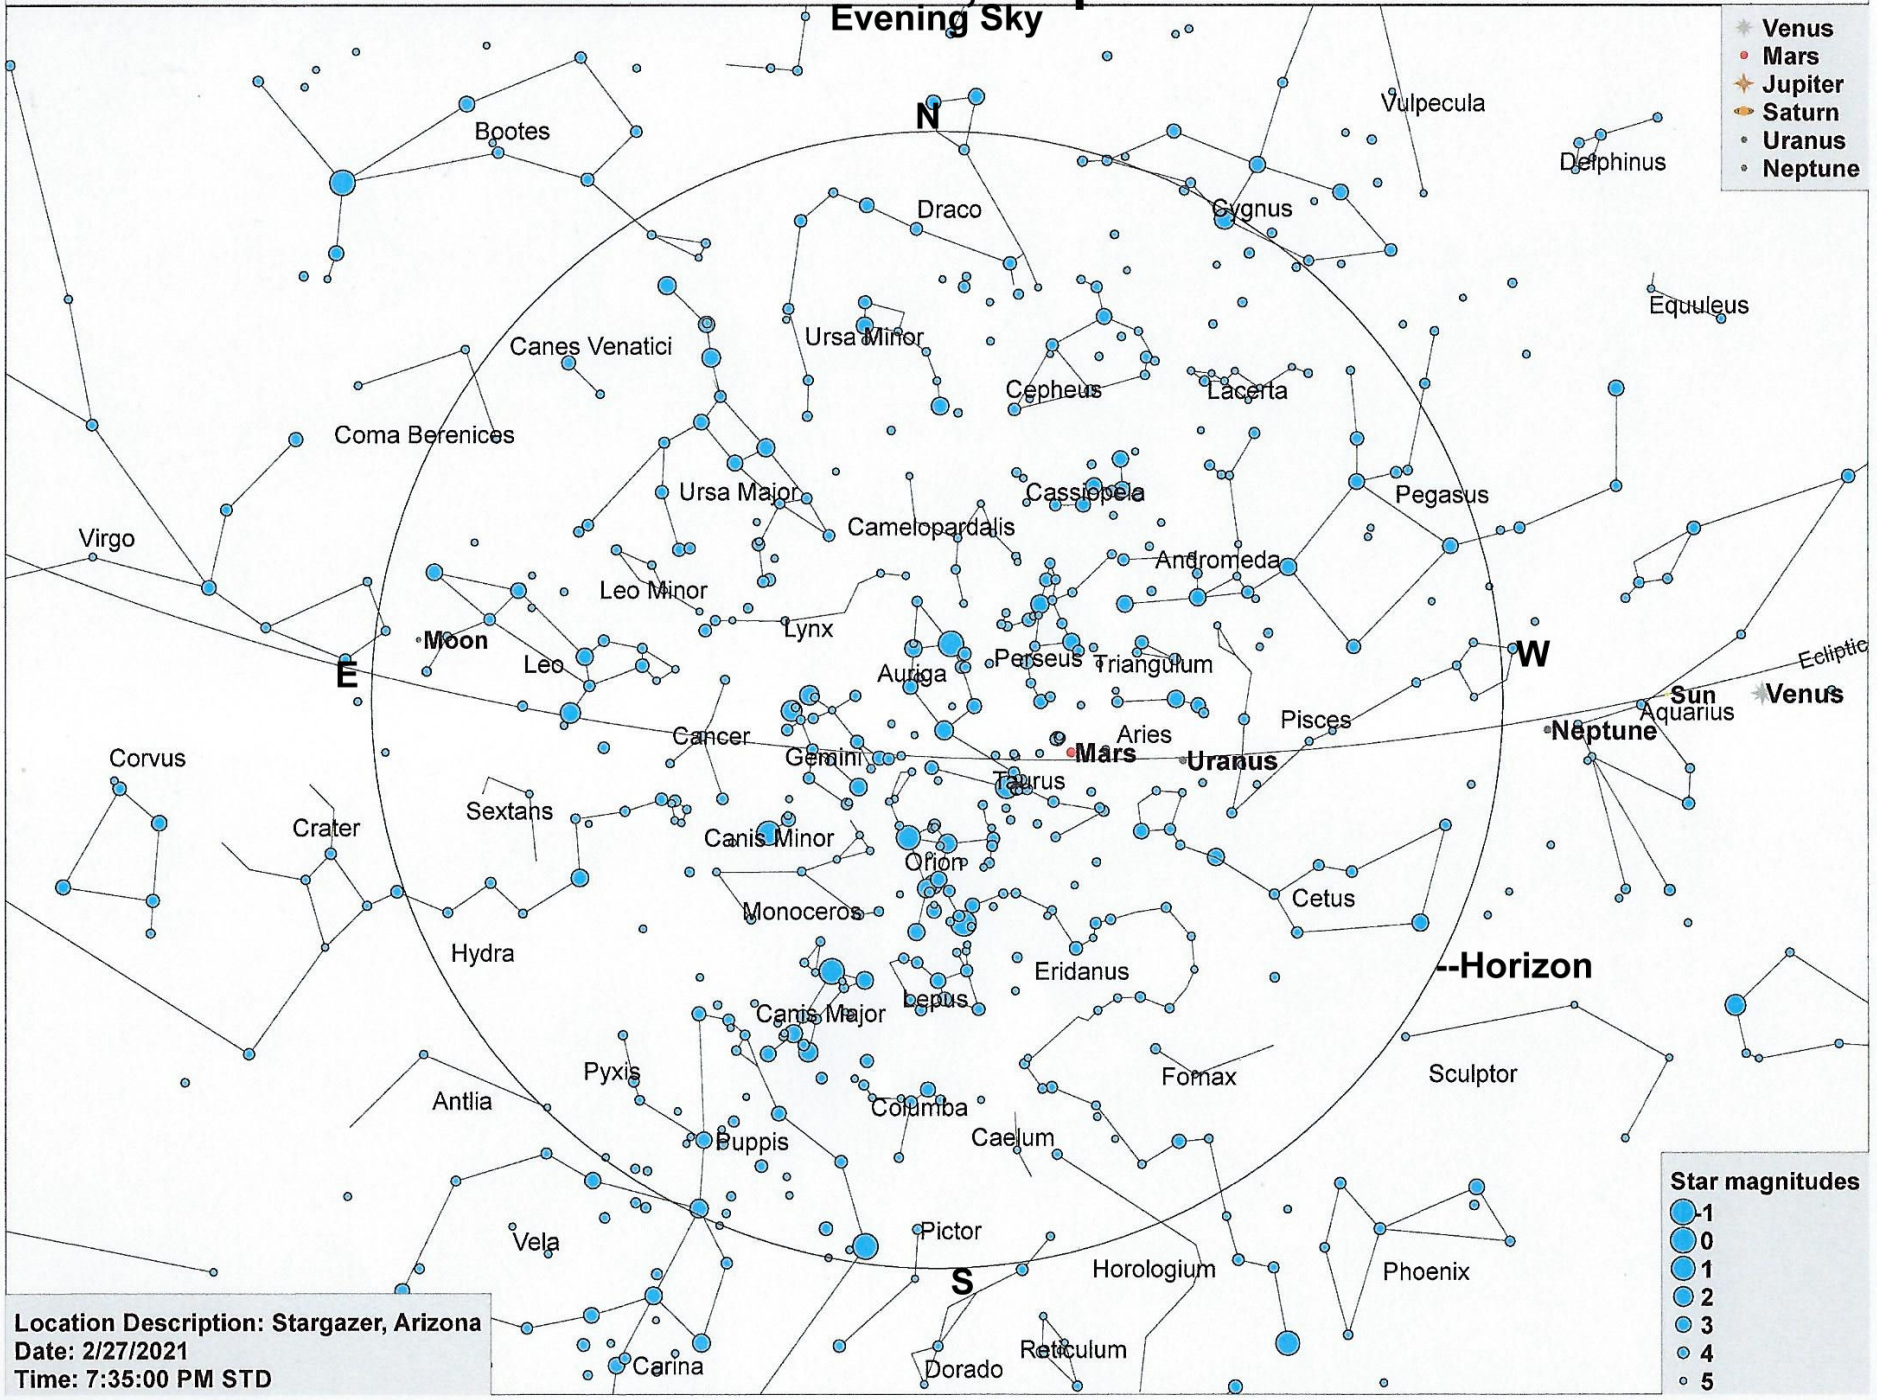 Evening Sky
Venus
Mars
Jupiter
Saturn
Uranus
Neptune
Vulpecula
N
Bootes
Delphinus
Draco
Cygnus
Equuleus
Ursa Minor
Canes Venatici
Cepheus
Lacerta
Coma Berenices
Ursa Major
Cassiopeia
Pegasus
Camelopardalis
Virgo
Andromeda
Leo Minor
Lynx
Moon
W
Ecliptic
Leo
Perseus
Triangulum
E
Auriga
Sun
Venus
Aquarius
Pisces
Neptune
Cancer
Aries
Mars
Gemini
Uranus
Corvus
Taurus
Sextans
Crater
Canis Minor
Orion
Cetus
Monoceros
Hydra
Eridanus
--Horizon
Lepus
Canis Major
Pyxis
Fornax
Sculptor
Antlia
Columba
Caelum
Puppis
Star magnitudes
-1
0
1
2
3
4
5
Pictor
Vela
S
Horologium
Phoenix
Reticulum
Carina
Dorado
Location Description: Stargazer, Arizona
Date: 2/27/2021
Time: 7:35:00 PM STD